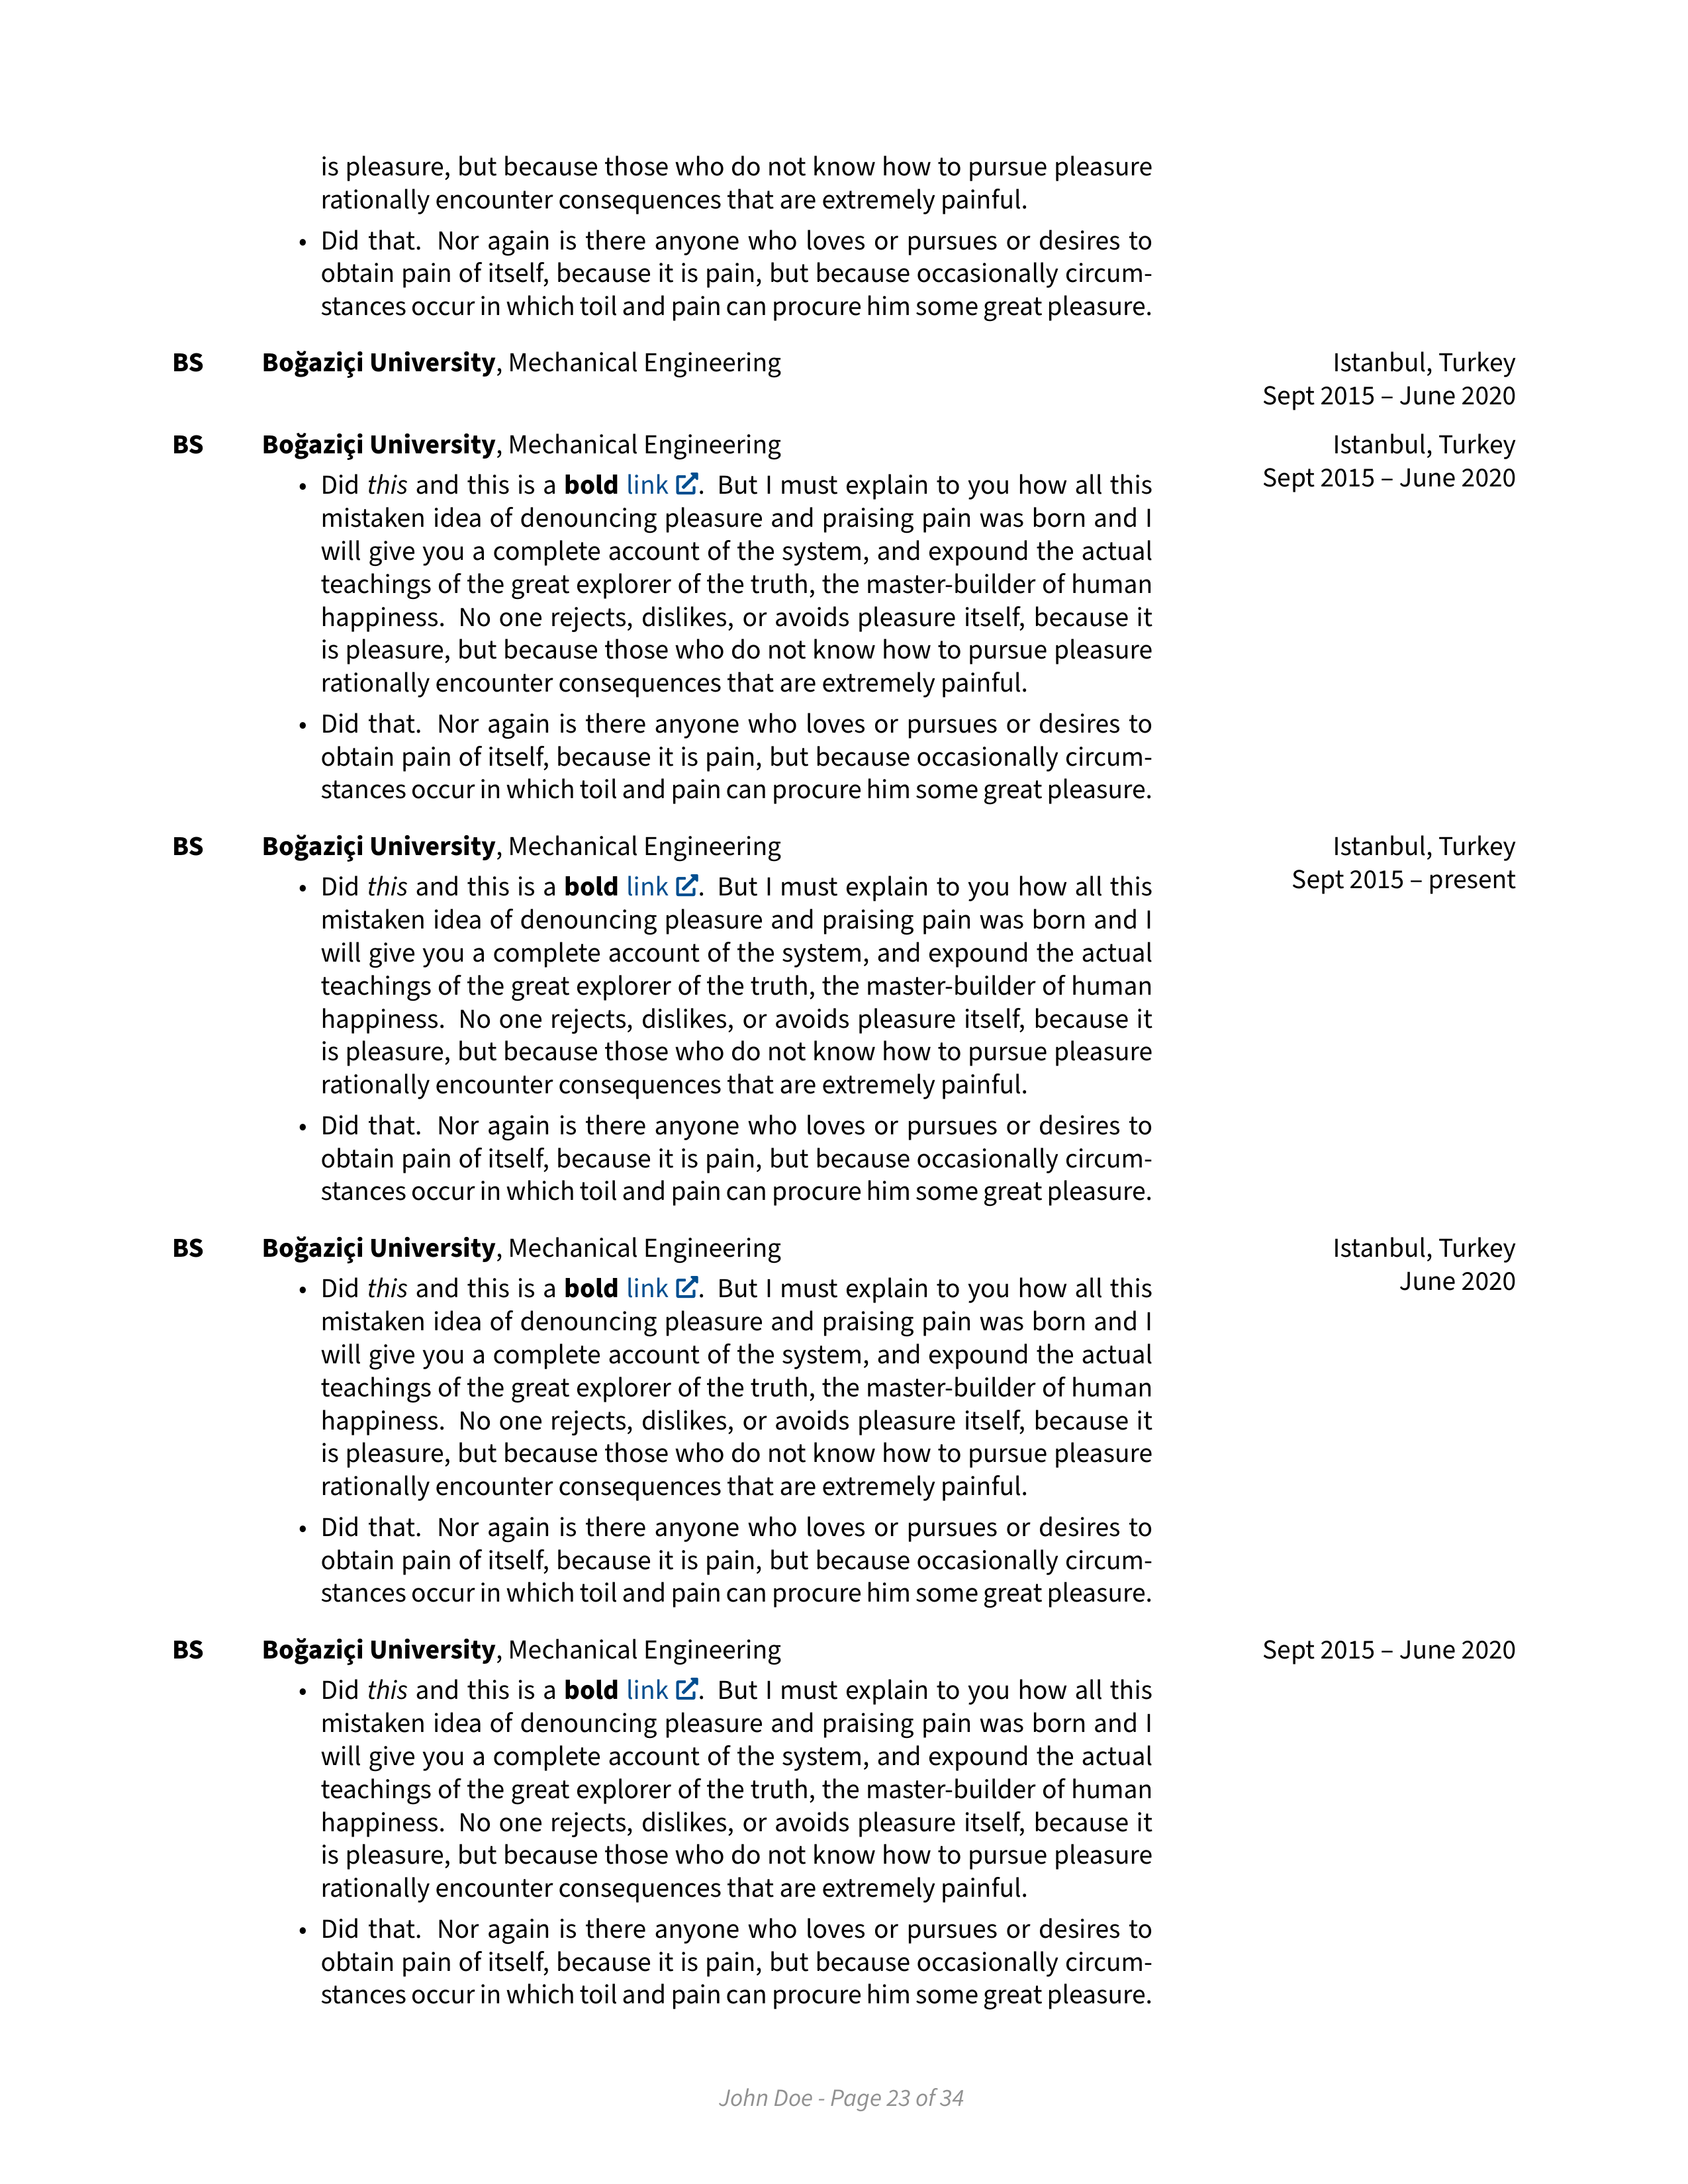 is pleasure, but because those who do not know how to pursue pleasure
rationally encounter consequences that are extremely painful.
• Did that. Nor again is there anyone who loves or pursues or desires to
obtain pain of itself, because it is pain, but because occasionally circum-
stances occur in which toil and pain can procure him some great pleasure.
BS Boğaziçi University, Mechanical Engineering Istanbul, Turkey
Sept 2015 – June 2020
BS Boğaziçi University, Mechanical Engineering Istanbul, Turkey
Sept 2015 – June 2020
• Did this and this is a bold link. But I must explain to you how all this
mistaken idea of denouncing pleasure and praising pain was born and I
will give you a complete account of the system, and expound the actual
teachings of the great explorer of the truth, the master-builder of human
happiness. No one rejects, dislikes, or avoids pleasure itself, because it
is pleasure, but because those who do not know how to pursue pleasure
rationally encounter consequences that are extremely painful.
• Did that. Nor again is there anyone who loves or pursues or desires to
obtain pain of itself, because it is pain, but because occasionally circum-
stances occur in which toil and pain can procure him some great pleasure.
BS Boğaziçi University, Mechanical Engineering Istanbul, Turkey
Sept 2015 – present
• Did this and this is a bold link. But I must explain to you how all this
mistaken idea of denouncing pleasure and praising pain was born and I
will give you a complete account of the system, and expound the actual
teachings of the great explorer of the truth, the master-builder of human
happiness. No one rejects, dislikes, or avoids pleasure itself, because it
is pleasure, but because those who do not know how to pursue pleasure
rationally encounter consequences that are extremely painful.
• Did that. Nor again is there anyone who loves or pursues or desires to
obtain pain of itself, because it is pain, but because occasionally circum-
stances occur in which toil and pain can procure him some great pleasure.
BS Boğaziçi University, Mechanical Engineering Istanbul, Turkey
June 2020
• Did this and this is a bold link. But I must explain to you how all this
mistaken idea of denouncing pleasure and praising pain was born and I
will give you a complete account of the system, and expound the actual
teachings of the great explorer of the truth, the master-builder of human
happiness. No one rejects, dislikes, or avoids pleasure itself, because it
is pleasure, but because those who do not know how to pursue pleasure
rationally encounter consequences that are extremely painful.
• Did that. Nor again is there anyone who loves or pursues or desires to
obtain pain of itself, because it is pain, but because occasionally circum-
stances occur in which toil and pain can procure him some great pleasure.
BS Boğaziçi University, Mechanical Engineering Sept 2015 – June 2020
• Did this and this is a bold link. But I must explain to you how all this
mistaken idea of denouncing pleasure and praising pain was born and I
will give you a complete account of the system, and expound the actual
teachings of the great explorer of the truth, the master-builder of human
happiness. No one rejects, dislikes, or avoids pleasure itself, because it
is pleasure, but because those who do not know how to pursue pleasure
rationally encounter consequences that are extremely painful.
• Did that. Nor again is there anyone who loves or pursues or desires to
obtain pain of itself, because it is pain, but because occasionally circum-
stances occur in which toil and pain can procure him some great pleasure.
John Doe - Page 23 of 34